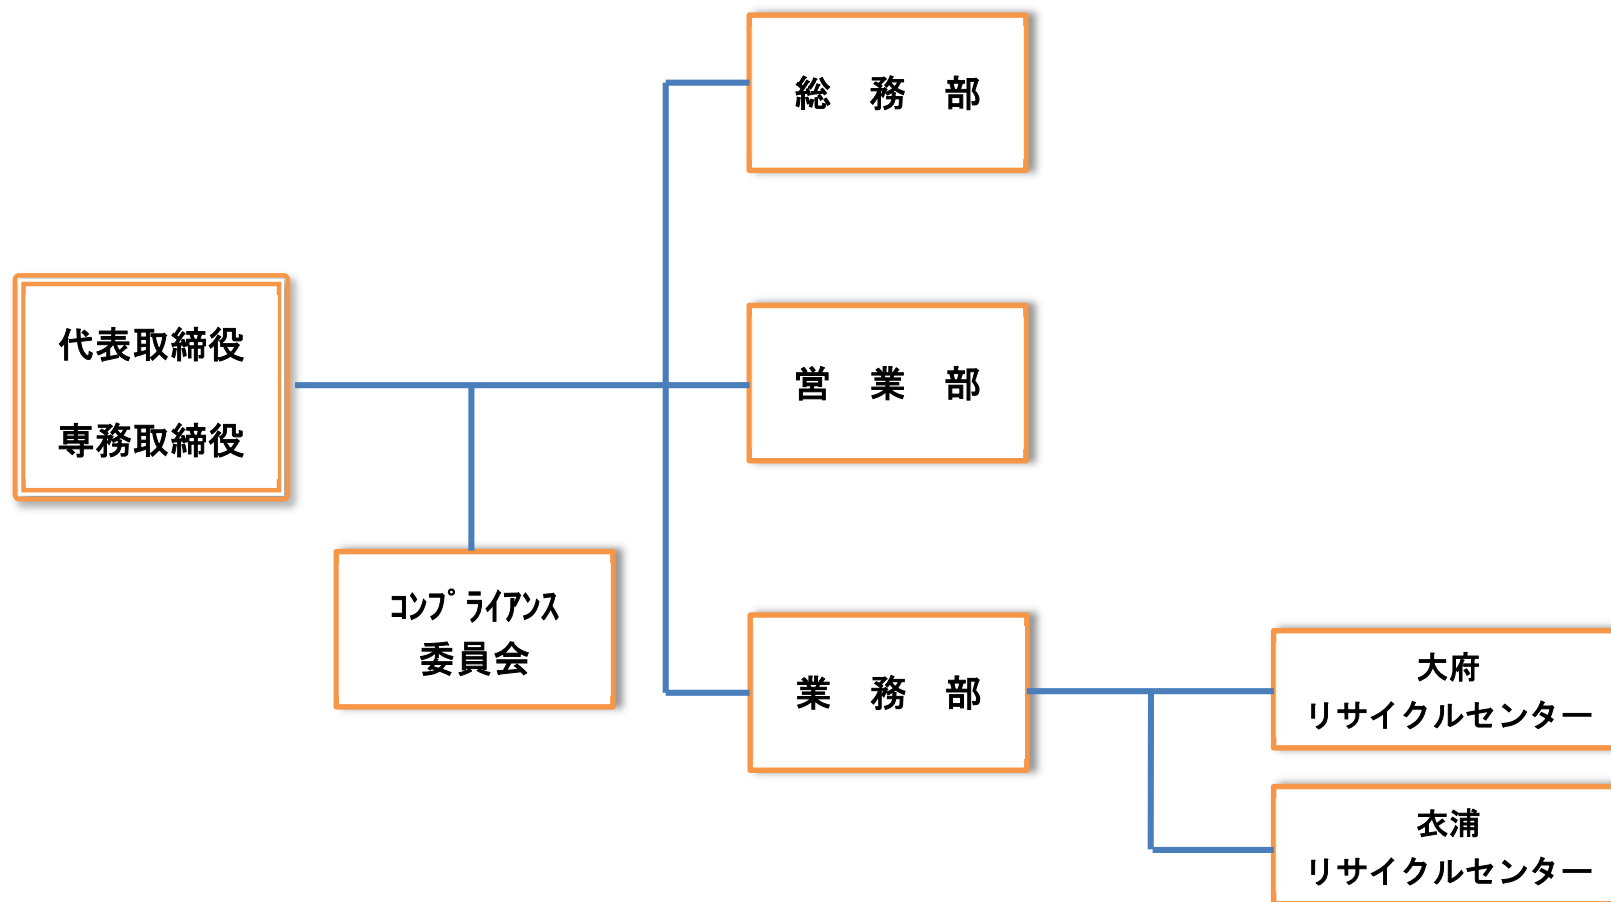 代表取締役
専務取締役
ｺﾝﾌﾟﾗｲｱﾝｽ
委員会
総　務　部
営　業　部
業　務　部
大府
リサイクルセンター
衣浦
リサイクルセンター